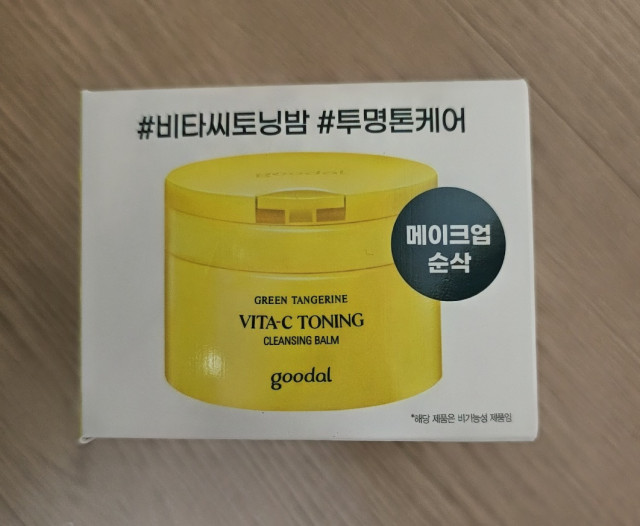 #비타씨토닝밤 #투명톤케어
goodal
메이크업
순삭
GREEN TANGERINE
VITA-C TONING
CLEANSING BALM
goodal
*해당 제품은 비기능성 제품임